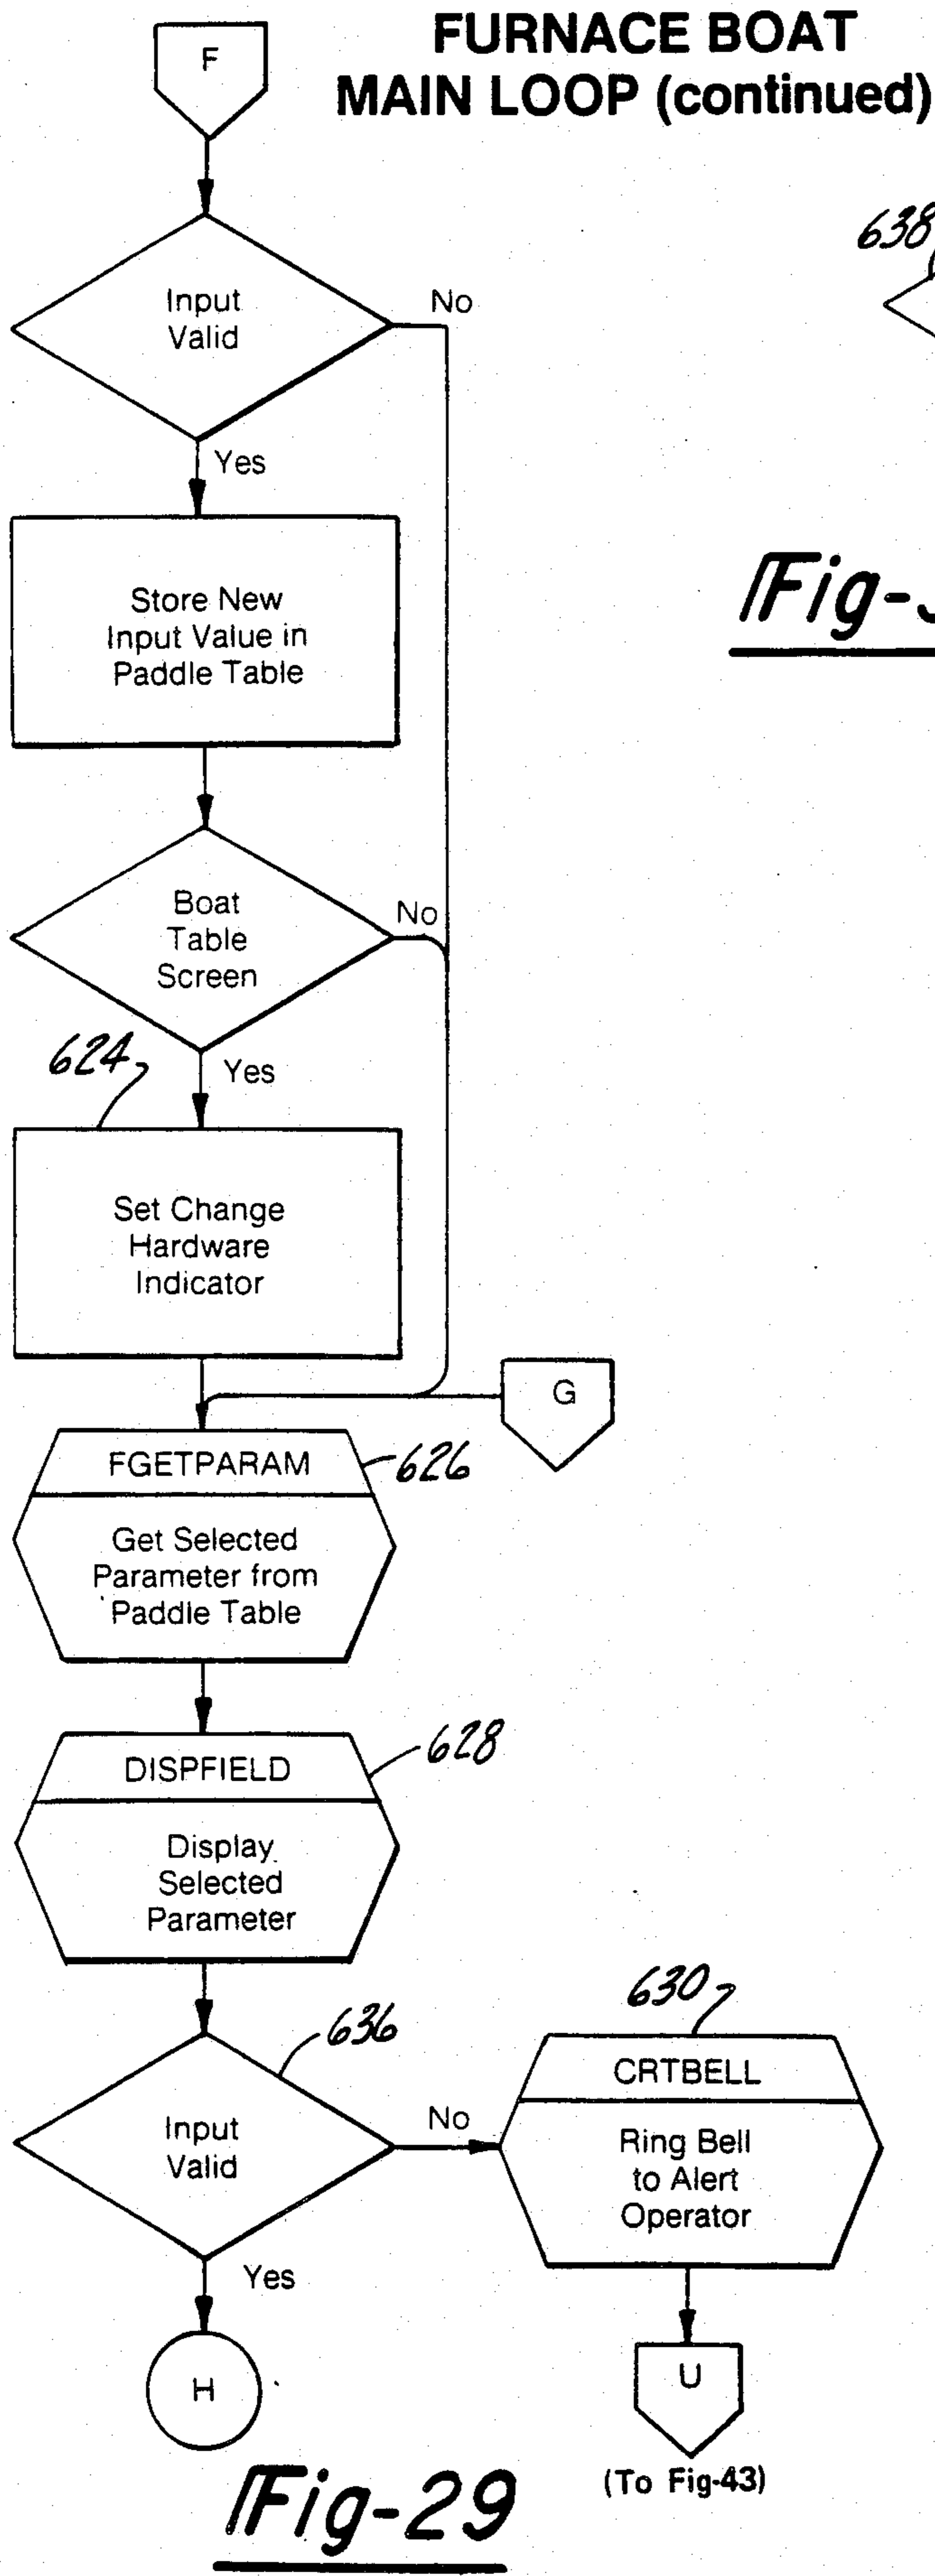 FURNACE BOAT
MAIN LOOP (continued)
F
638
Input
Valid
No
Yes
Store New
Input Value in
Paddle Table
Fig-
Boat
Table
Screen
No
624
Yes
Set Change
Hardware
Indicator
G
FGETPARAM
626
Get Selected
Parameter from
Paddle Table
DISPFIELD
628
Display
Selected
Parameter
630
636
CRTBELL
Input
Valid
No
Ring Bell
to Alert
Operator
Yes
H
U
(To Fig-43)
Fig-29